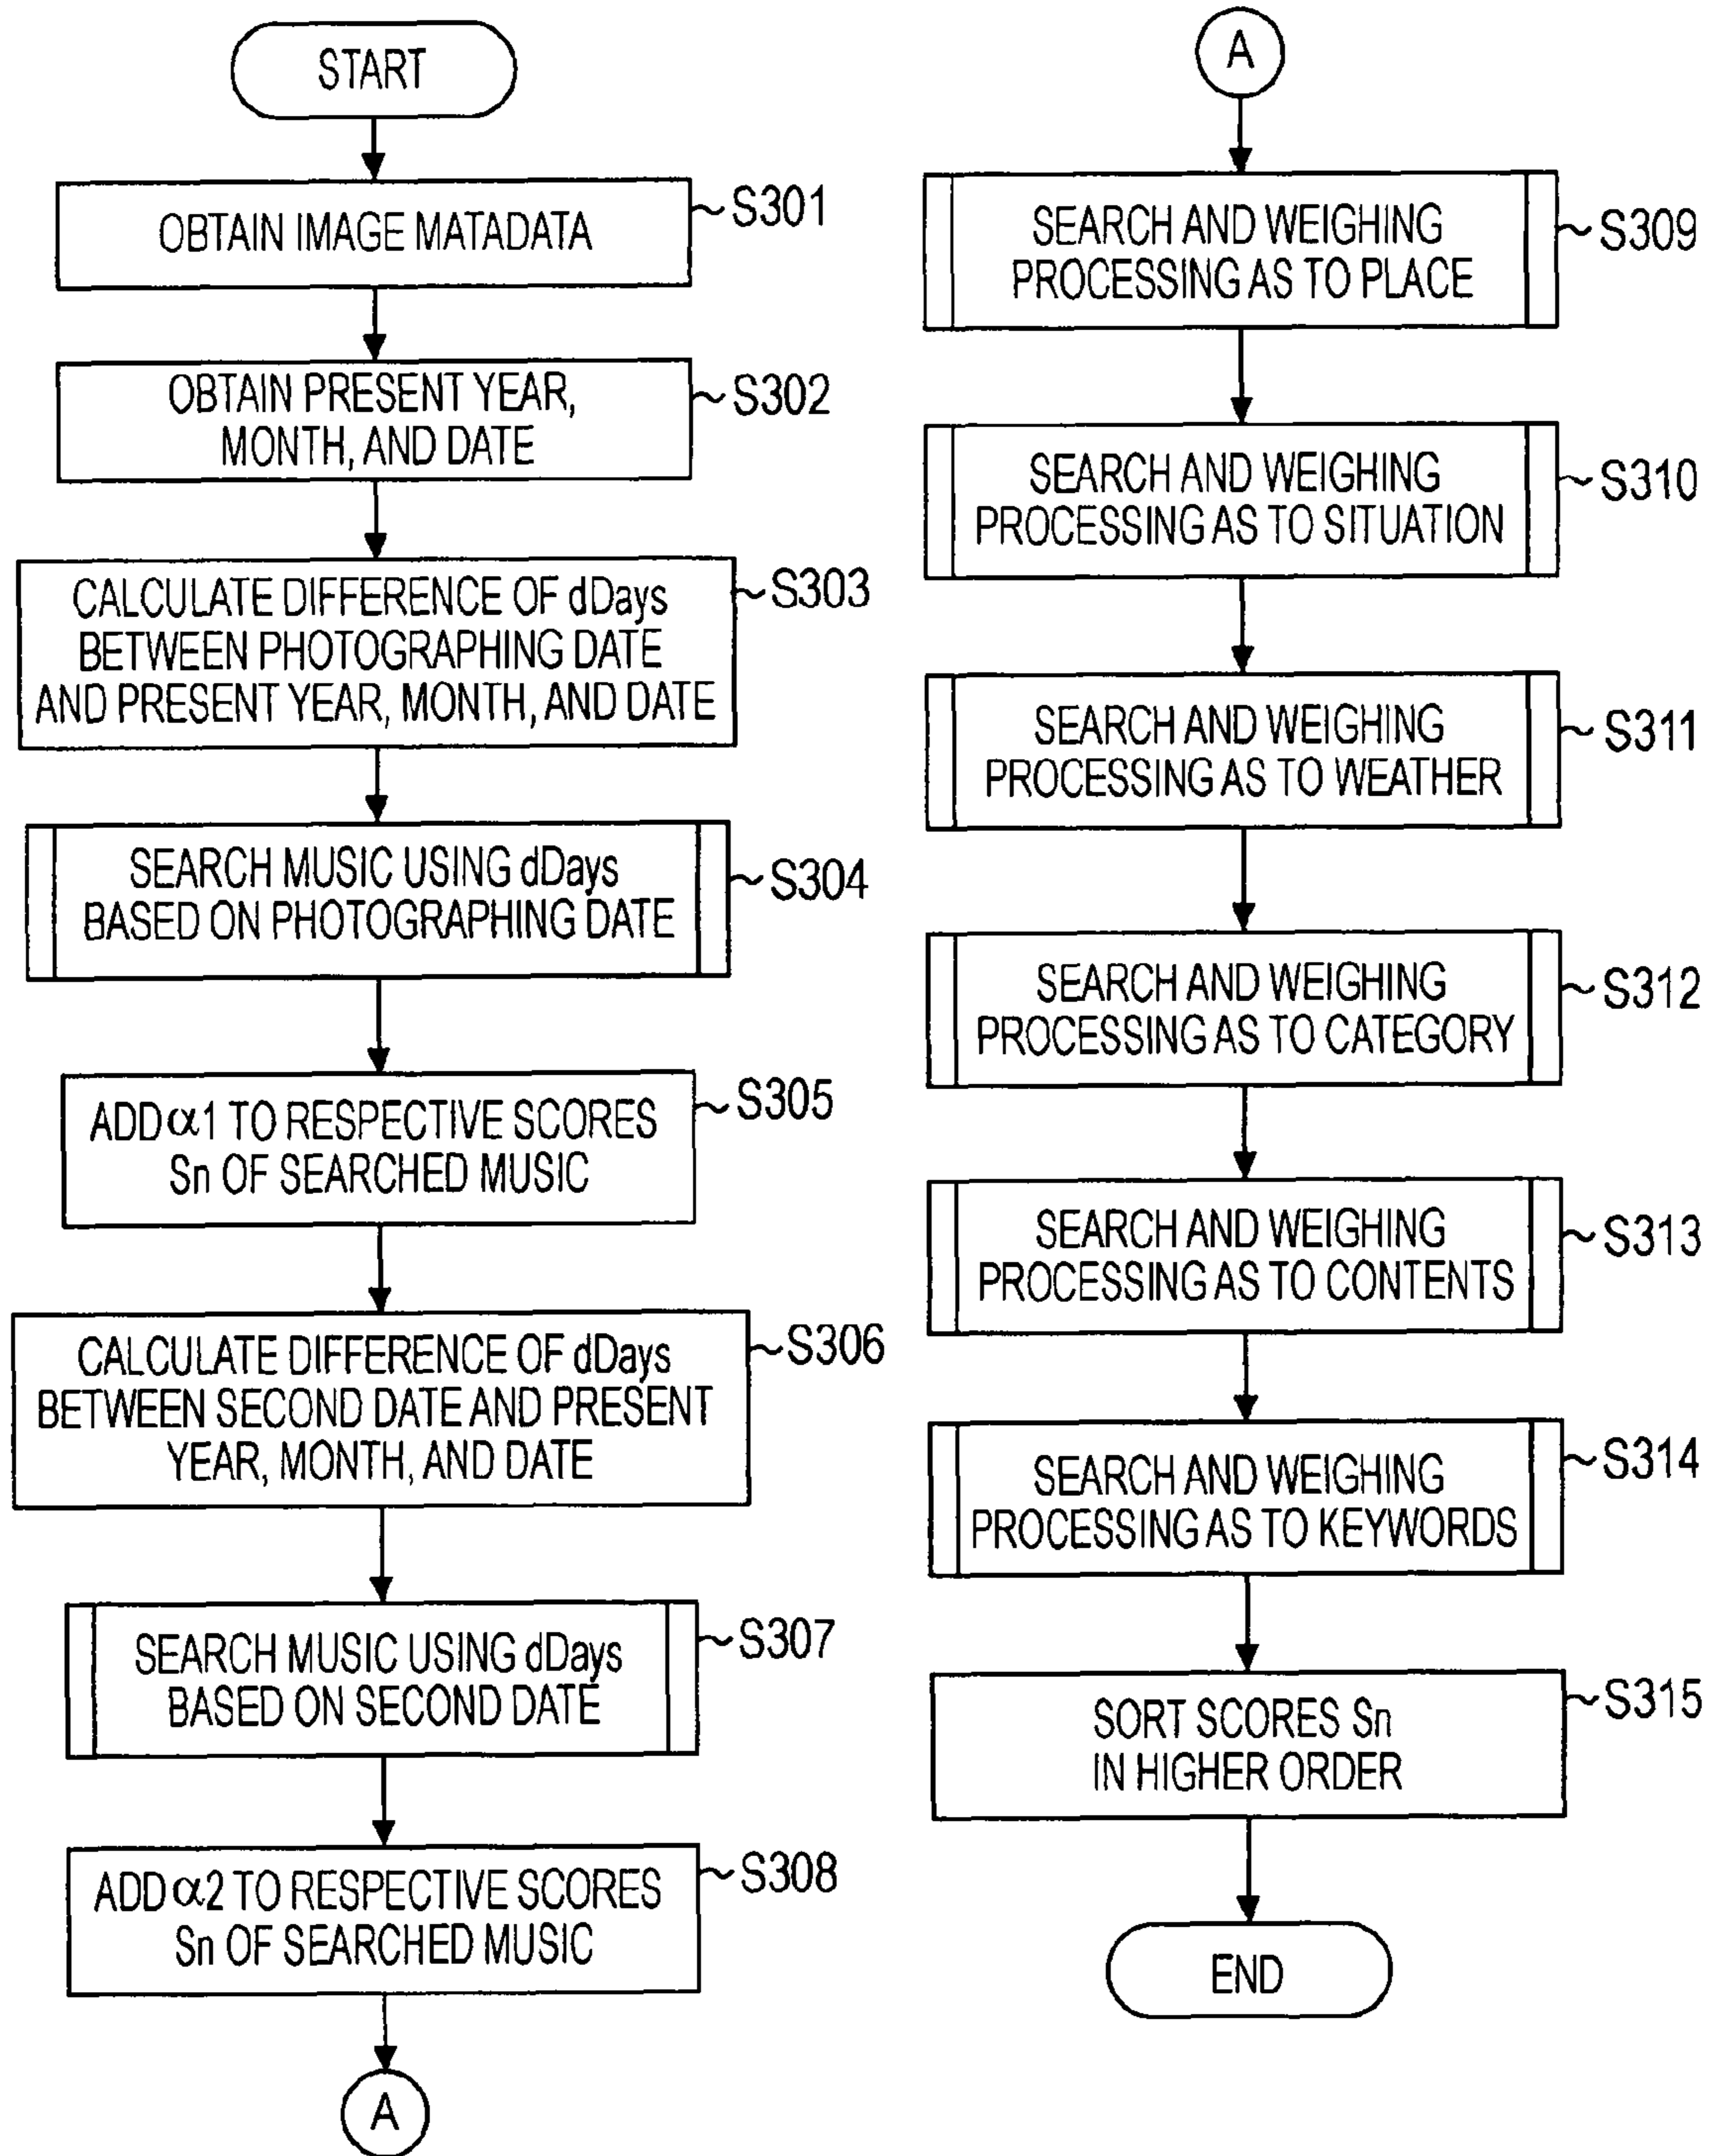 START
OBTAIN IMAGE MATADATA
S301
OBTAIN PRESENT YEAR,
MONTH, AND DATE
S302
CALCULATE DIFFERENCE OF dDays
BETWEEN PHOTOGRAPHING DATE
AND PRESENT YEAR, MONTH, AND DATE
S303
SEARCH MUSIC USING dDays
BASED ON PHOTOGRAPHING DATE
S304
ADD α1 TO RESPECTIVE SCORES
Sn OF SEARCHED MUSIC
S305
CALCULATE DIFFERENCE OF dDays
BETWEEN SECOND DATE AND PRESENT
YEAR, MONTH, AND DATE
S306
SEARCH MUSIC USING dDays
BASED ON SECOND DATE
S307
ADD α2 TO RESPECTIVE SCORES
Sn OF SEARCHED MUSIC
S308
A
A
SEARCH AND WEIGHING
PROCESSING AS TO PLACE
S309
SEARCH AND WEIGHING
PROCESSING AS TO SITUATION
S310
SEARCH AND WEIGHING
PROCESSING AS TO WEATHER
S311
SEARCH AND WEIGHING
PROCESSING AS TO CATEGORY
S312
SEARCH AND WEIGHING
PROCESSING AS TO CONTENTS
S313
SEARCH AND WEIGHING
PROCESSING AS TO KEYWORDS
S314
SORT SCORES Sn
IN HIGHER ORDER
S315
END